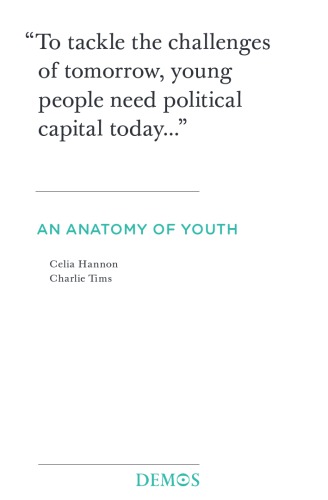 “To tackle the challenges
of tomorrow, young
people need political
capital today...”
AN ANATOMY OF YOUTH
Celia Hannon
Charlie Tims
DEMOS